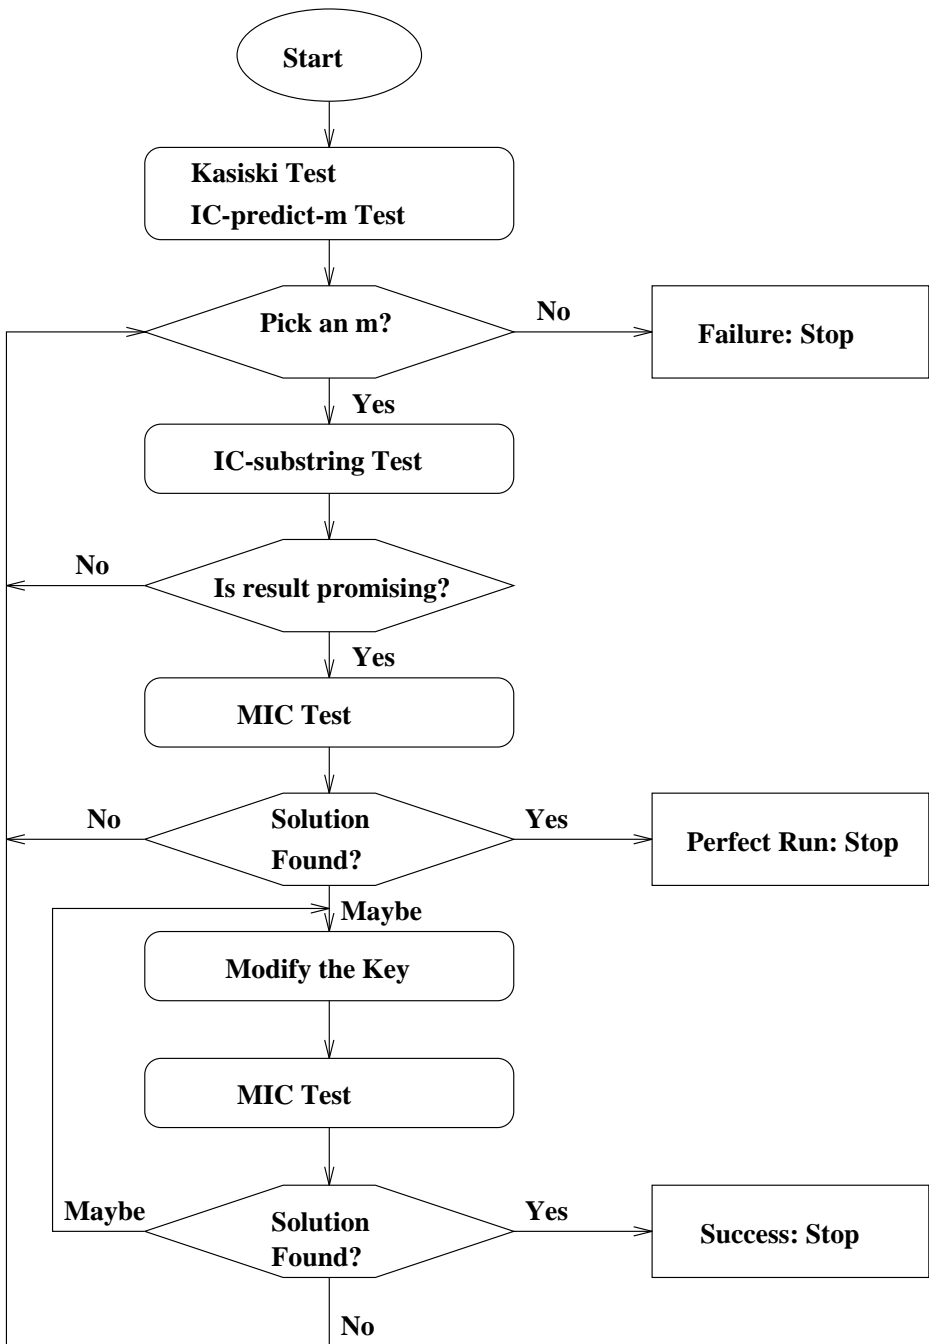 Start
Kasiski Test
IC-predict-m Test
Pick an m?
No
Failure: Stop
Yes
IC-substring Test
No
Is result promising?
Yes
MIC Test
No
Solution
Found?
Yes
Perfect Run: Stop
Maybe
Modify the Key
MIC Test
Maybe
Solution
Found?
Yes
Success: Stop
No